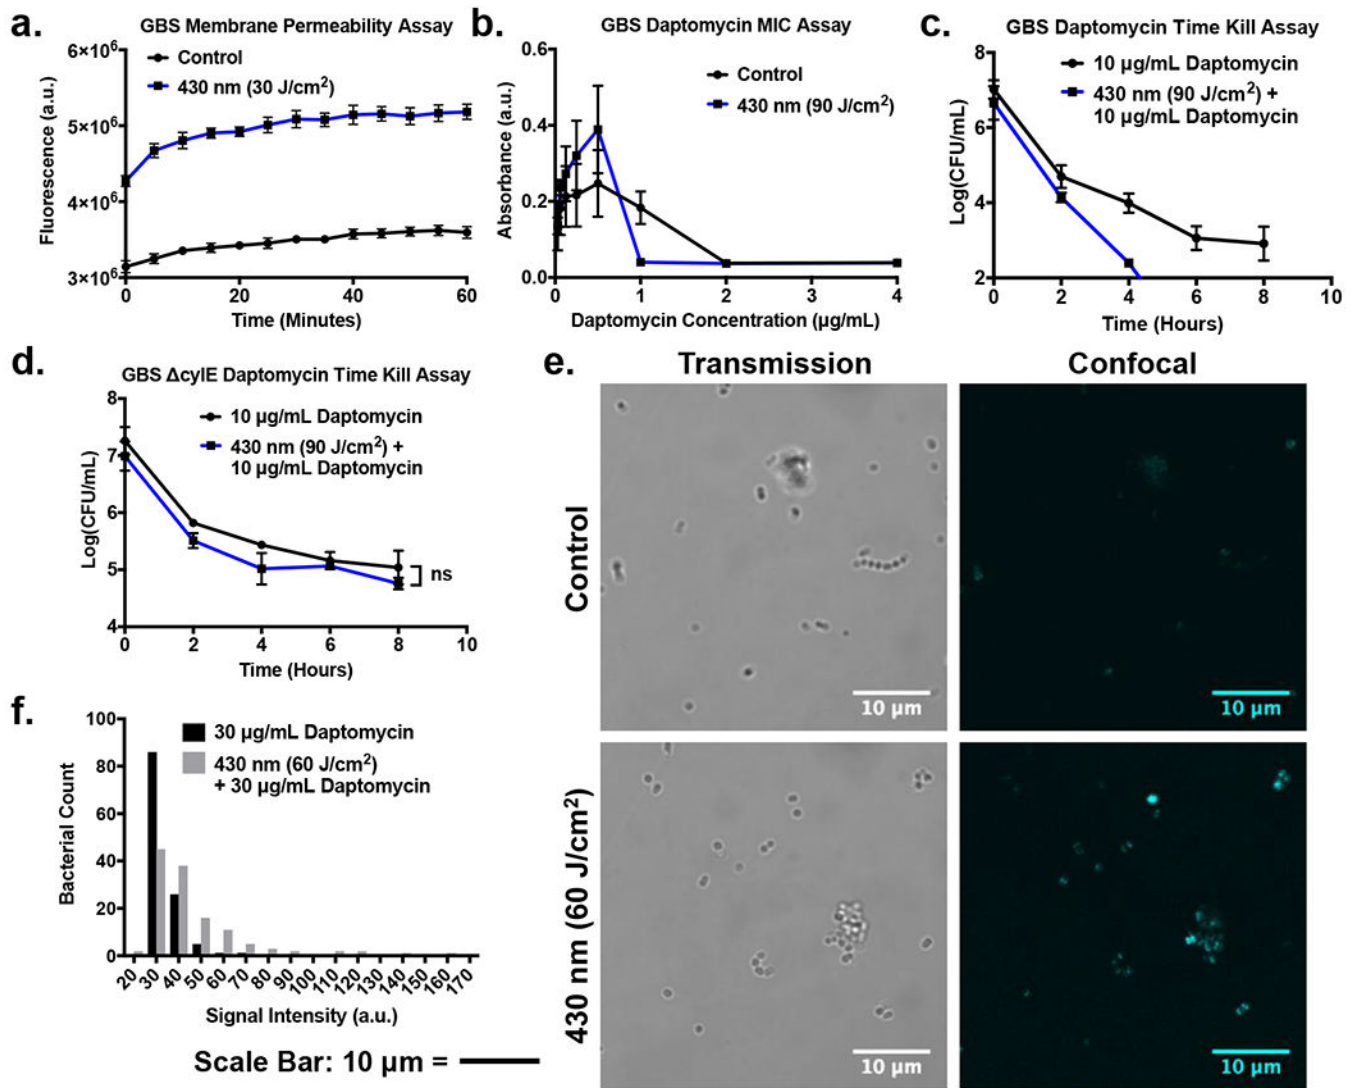 a.
GBS Membrane Permeability Assay
Control
430 nm (30 J/cm²)
Fluorescence (a.u.)
6×10⁶
5×10⁶
4×10⁶
3×10⁶
0 20 40 60
Time (Minutes)
b.
GBS Daptomycin MIC Assay
Control
430 nm (90 J/cm²)
Absorbance (a.u.)
0.6
0.4
0.2
0.0
0 1 2 3 4
Daptomycin Concentration (µg/mL)
c.
GBS Daptomycin Time Kill Assay
10 µg/mL Daptomycin
430 nm (90 J/cm²) +
10 µg/mL Daptomycin
Log(CFU/mL)
8
6
4
2
0 2 4 6 8 10
Time (Hours)
d.
GBS ΔcylE Daptomycin Time Kill Assay
10 µg/mL Daptomycin
430 nm (90 J/cm²) +
10 µg/mL Daptomycin
Log(CFU/mL)
8
7
6
5
4
ns
0 2 4 6 8 10
Time (Hours)
e.
Transmission
Confocal
Control
10 µm
10 µm
430 nm (60 J/cm²)
10 µm
10 µm
f.
30 µg/mL Daptomycin
430 nm (60 J/cm²)
+ 30 µg/mL Daptomycin
Bacterial Count
100
80
60
40
20
0
20 30 40 50 60 70 80 90 100 110 120 130 140 150 160 170
Signal Intensity (a.u.)
Scale Bar: 10 µm =